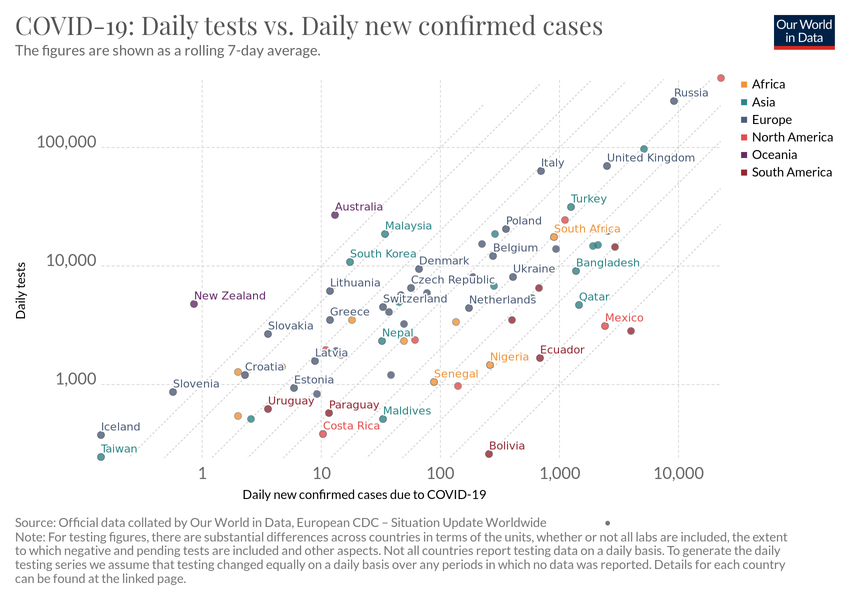 COVID-19: Daily tests vs. Daily new confirmed cases
The figures are shown as a rolling 7-day average.
Our World
in Data
Africa
Asia
Europe
North America
Oceania
South America
Daily tests
100,000
10,000
1,000
Russia
Italy
United Kingdom
Turkey
Australia
Malaysia
Poland
South Africa
South Korea
Belgium
Denmark
Bangladesh
Ukraine
Lithuania
Czech Republic
New Zealand
Switzerland
Netherlands
Qatar
Greece
Slovakia
Mexico
Nepal
Latvia
Ecuador
Croatia
Nigeria
Slovenia
Estonia
Senegal
Uruguay
Paraguay
Maldives
Iceland
Costa Rica
Taiwan
Bolivia
1
10
100
1,000
10,000
Daily new confirmed cases due to COVID-19
Source: Official data collated by Our World in Data, European CDC – Situation Update Worldwide
Note: For testing figures, there are substantial differences across countries in terms of the units, whether or not all labs are included, the extent
to which negative and pending tests are included and other aspects. Not all countries report testing data on a daily basis. To generate the daily
testing series we assume that testing changed equally on a daily basis over any periods in which no data was reported. Details for each country
can be found at the linked page.